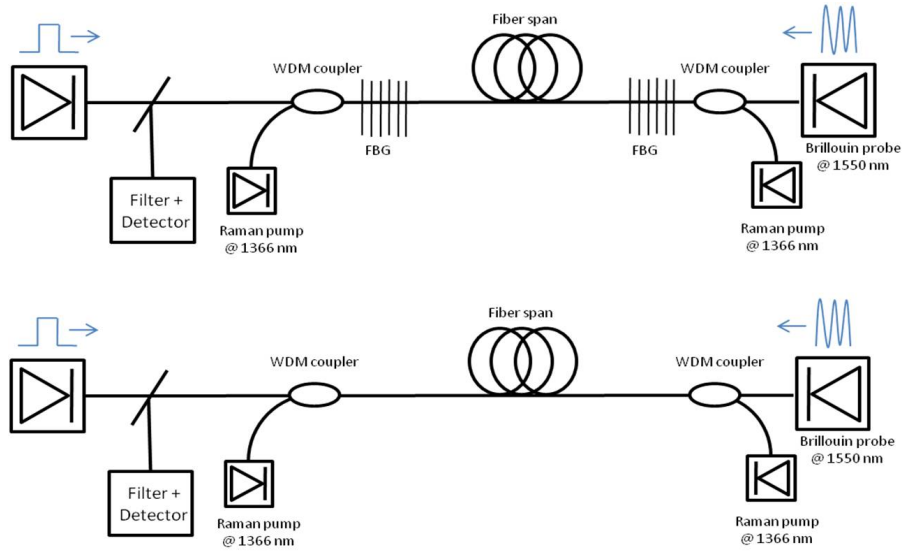 Fiber span
WDM coupler
WDM coupler
FBG
FBG
Brillouin probe
@ 1550 nm
Filter +
Detector
Raman pump
@ 1366 nm
Raman pump
@ 1366 nm
Fiber span
WDM coupler
WDM coupler
Brillouin probe
@ 1550 nm
Filter +
Detector
Raman pump
@ 1366 nm
Raman pump
@ 1366 nm